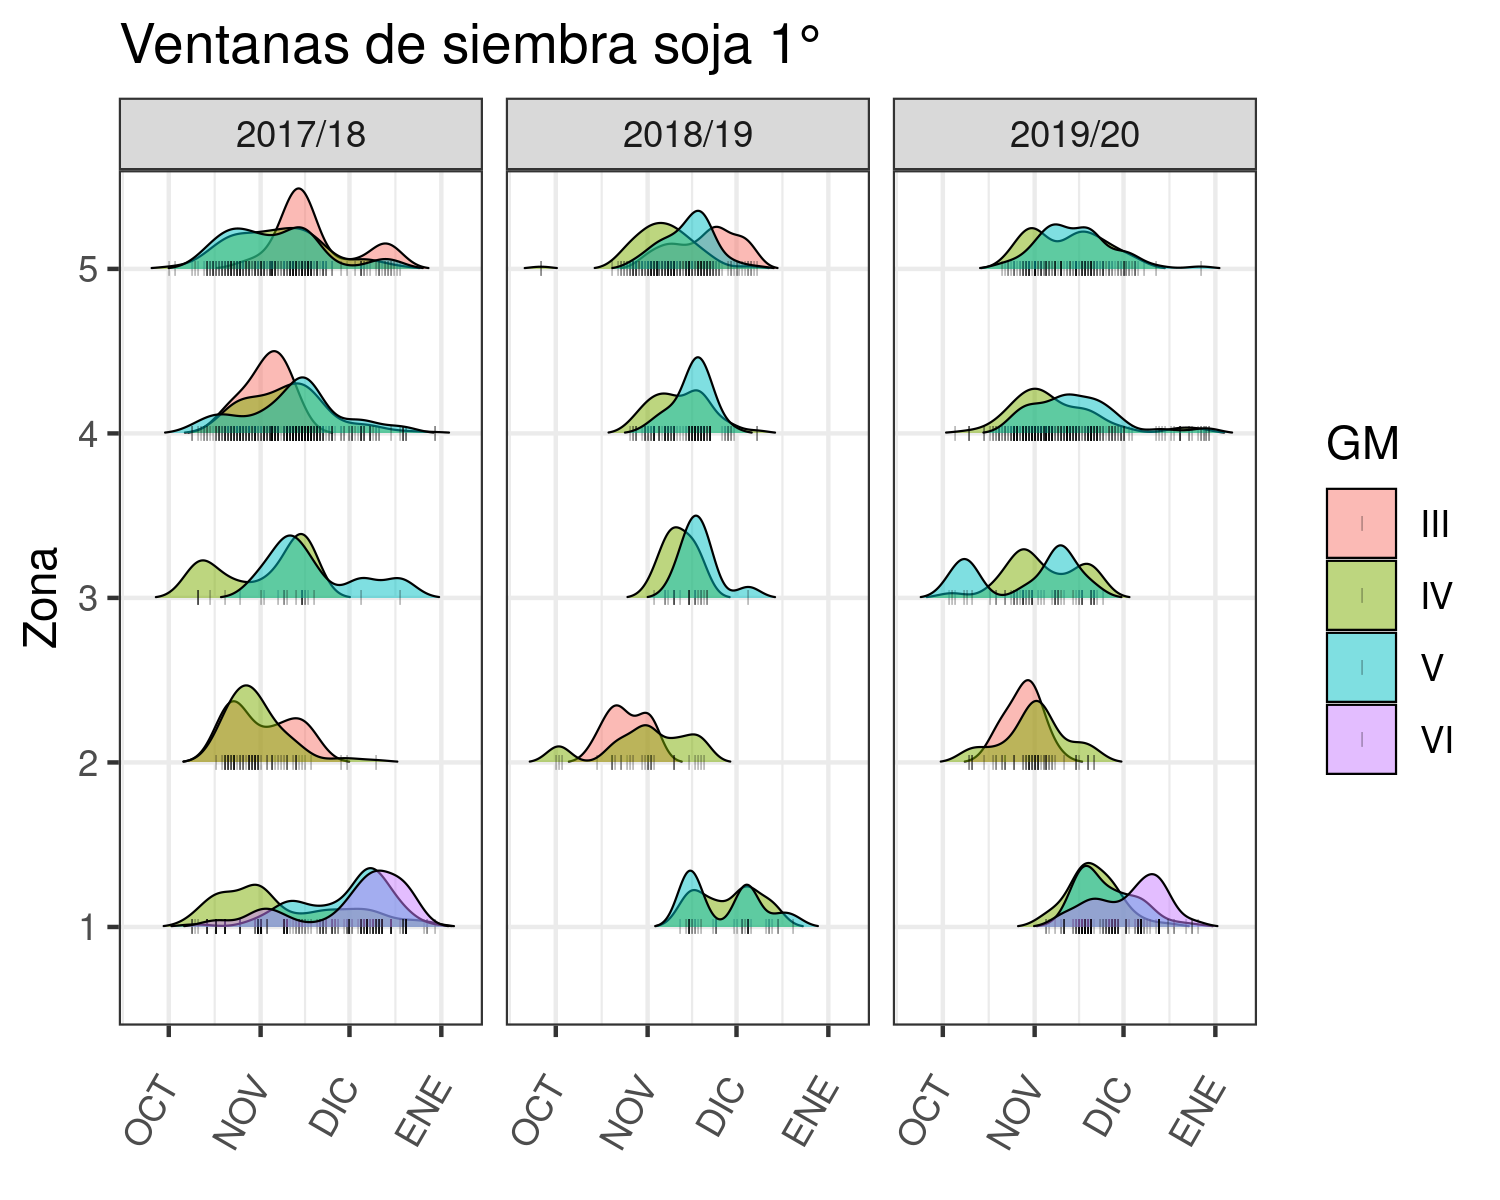 Ventanas de siembra soja 1°
2017/18
2018/19
2019/20
Zona
5
4
3
2
1
OCT
NOV
DIC
ENE
OCT
NOV
DIC
ENE
OCT
NOV
DIC
ENE
GM
III
IV
V
VI